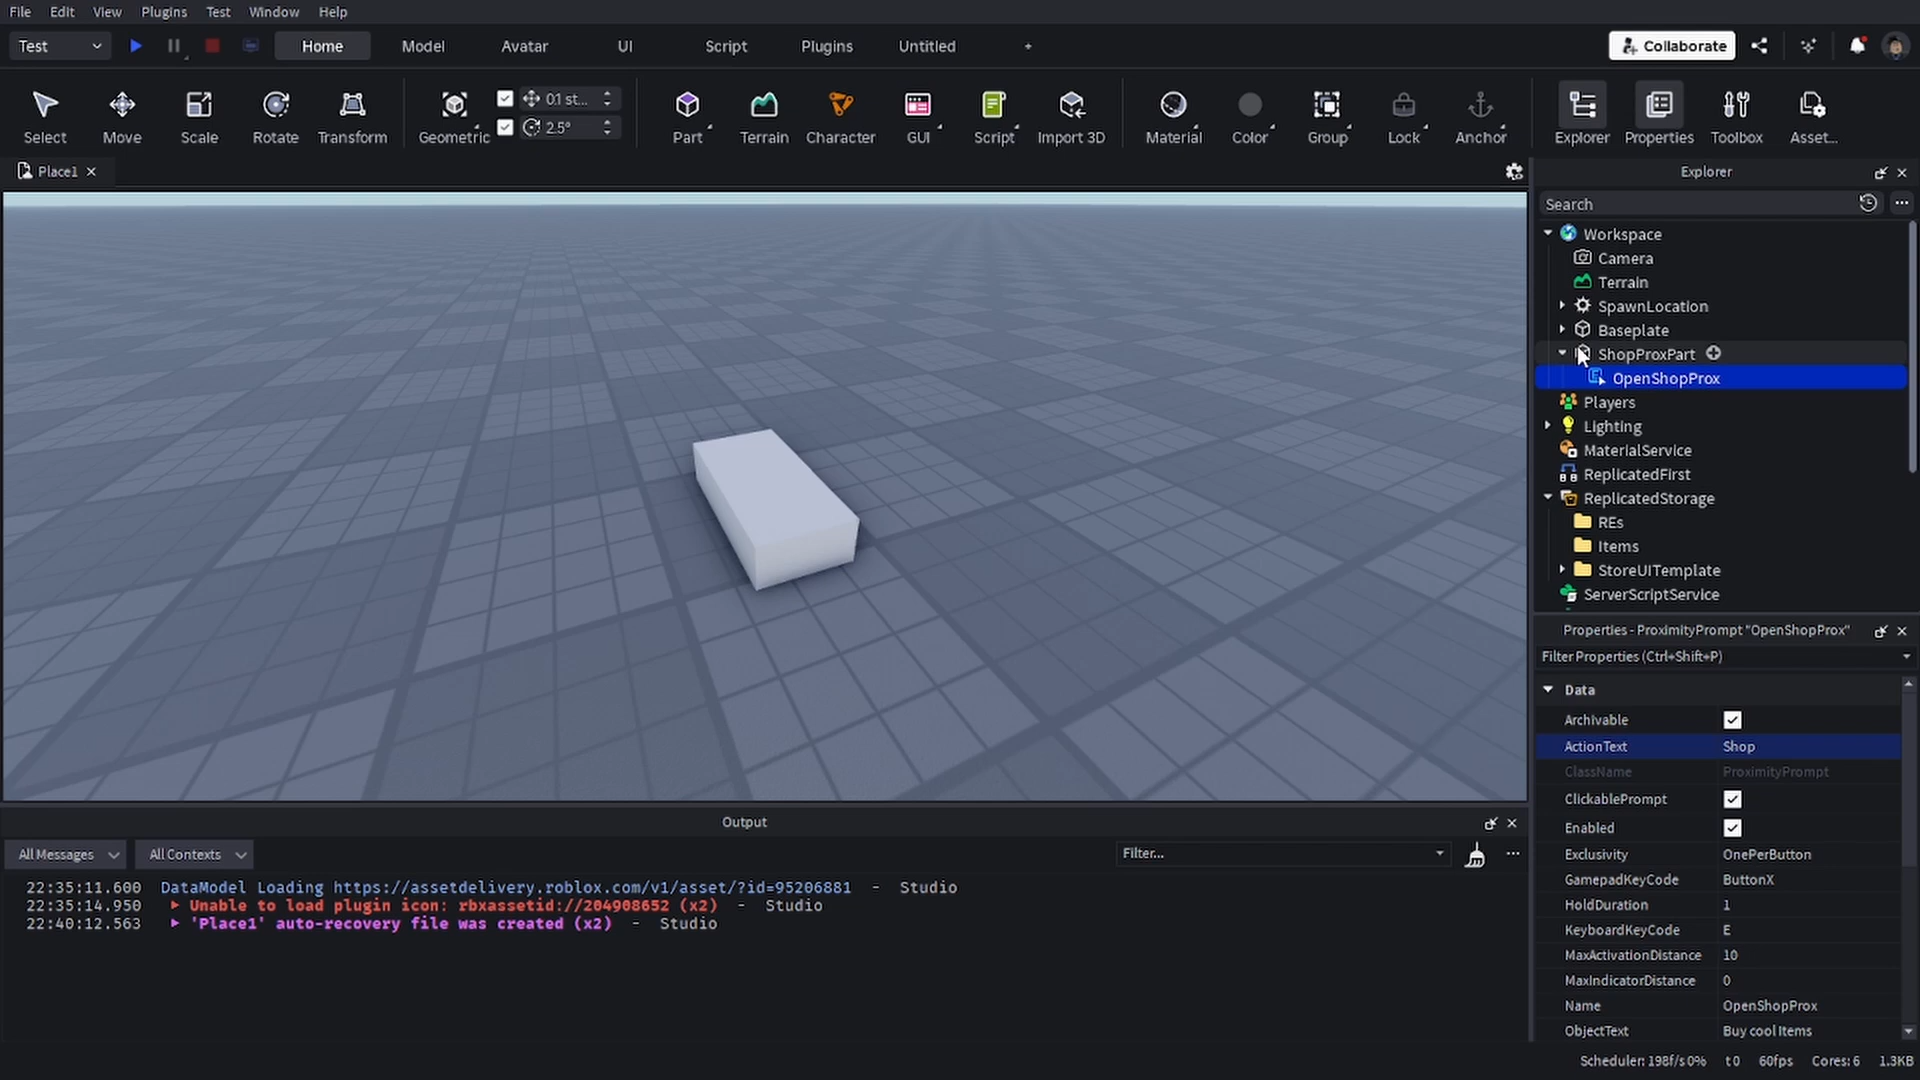 File Edit View Plugins Test Window Help
Test Home Model Avatar UI Script Plugins Untitled + Collaborate
0.1 st...
2.5°
Select Move Scale Rotate Transform Geometric Part Terrain Character GUI Script Import 3D Material Color Group Lock Anchor Explorer Properties Toolbox Asset...
Place1
Explorer
Search
Workspace
Camera
Terrain
SpawnLocation
Baseplate
ShopProxPart
OpenShopProx
Players
Lighting
MaterialService
ReplicatedFirst
ReplicatedStorage
REs
Items
StoreUITemplate
ServerScriptService
Properties - ProximityPrompt "OpenShopProx"
Filter Properties (Ctrl+Shift+P)
Data
Archivable
ActionText Shop
ClassName ProximityPrompt
ClickablePrompt
Enabled
Exclusivity OnePerButton
GamepadKeyCode ButtonX
HoldDuration 1
KeyboardKeyCode E
MaxActivationDistance 10
MaxIndicatorDistance 0
Name OpenShopProx
ObjectText Buy cool Items
Output
All Messages All Contexts Filter...
22:35:11.600 DataModel Loading https://assetdelivery.roblox.com/v1/asset/?id=95206881 - Studio
22:35:14.950 Unable to load plugin icon: rbxassetid://204908652 (x2) - Studio
22:40:12.563 'Place1' auto-recovery file was created (x2) - Studio
Scheduler: 198f/s 0% t 0 60fps Cores: 6 1.3KB